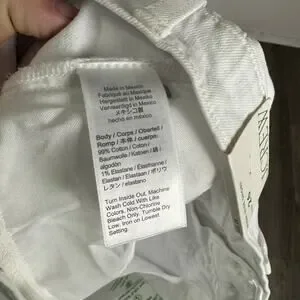 Made in Mexico
Fabriqué au Mexique
Hergestellt in Mexiko
Vervaardigd in Mexico
メキシコ製
hecho en méxico
Body / Corps / Oberteil /
Romp / 本体 / cuerpo:
99% Cotton / Coton /
Baumwolle / Katoen / 綿 /
algodón
1% Elastane / Élasthanne /
Elasthan / Elastaan / ポリウ
レタン / elastano
Turn Inside Out. Machine
Wash Cold With Like
Colors. Non-Chlorine
Bleach Only. Tumble Dry
Low. Iron on Lowest
Setting.